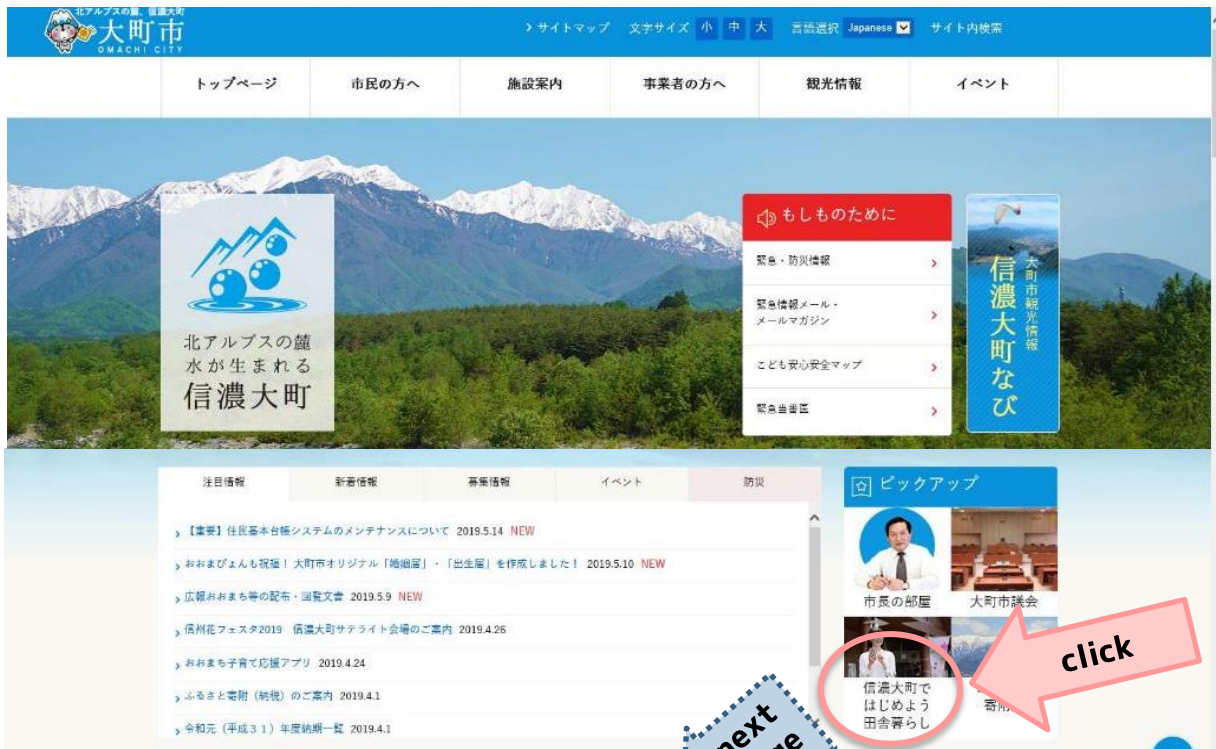 北アルプスの麓、信濃大町
大町市
OMACHI CITY
サイトマップ 文字サイズ 小 中 大 言語選択 Japanese サイト内検索
トップページ 市民の方へ 施設案内 事業者の方へ 観光情報 イベント
北アルプスの麓
水が生まれる
信濃大町
もしものために
緊急・防災情報
緊急情報メール・
メールマガジン
こども安心安全マップ
緊急当番医
大町市観光情報
信濃大町なび
注目情報 新着情報 募集情報 イベント 防災
【重要】住民基本台帳システムのメンテナンスについて 2019.5.14 NEW
おおまぴょんも祝福!大町市オリジナル「婚姻届」・「出生届」を作成しました! 2019.5.10 NEW
広報おおまち等の配布・回覧文書 2019.5.9 NEW
信州花フェスタ2019 信濃大町サテライト会場のご案内 2019.4.26
おおまち子育て応援アプリ 2019.4.24
ふるさと寄附(納税)のご案内 2019.4.1
令和元(平成31)年度納期一覧 2019.4.1
ピックアップ
市長の部屋 大町市議会
信濃大町で
はじめよう
田舎暮らし
click
next